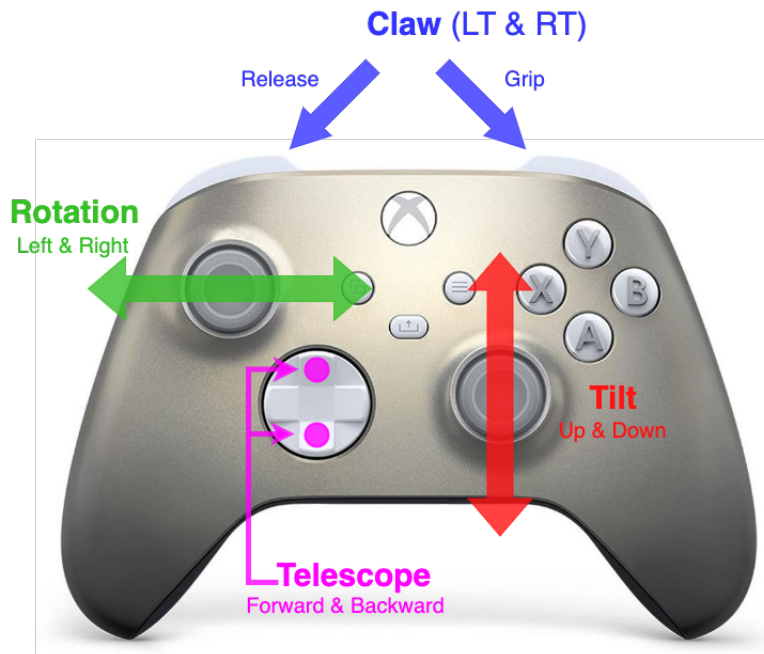 Claw (LT & RT)
Release
Grip
Rotation
Left & Right
Y
X
B
A
Tilt
Up & Down
Telescope
Forward & Backward